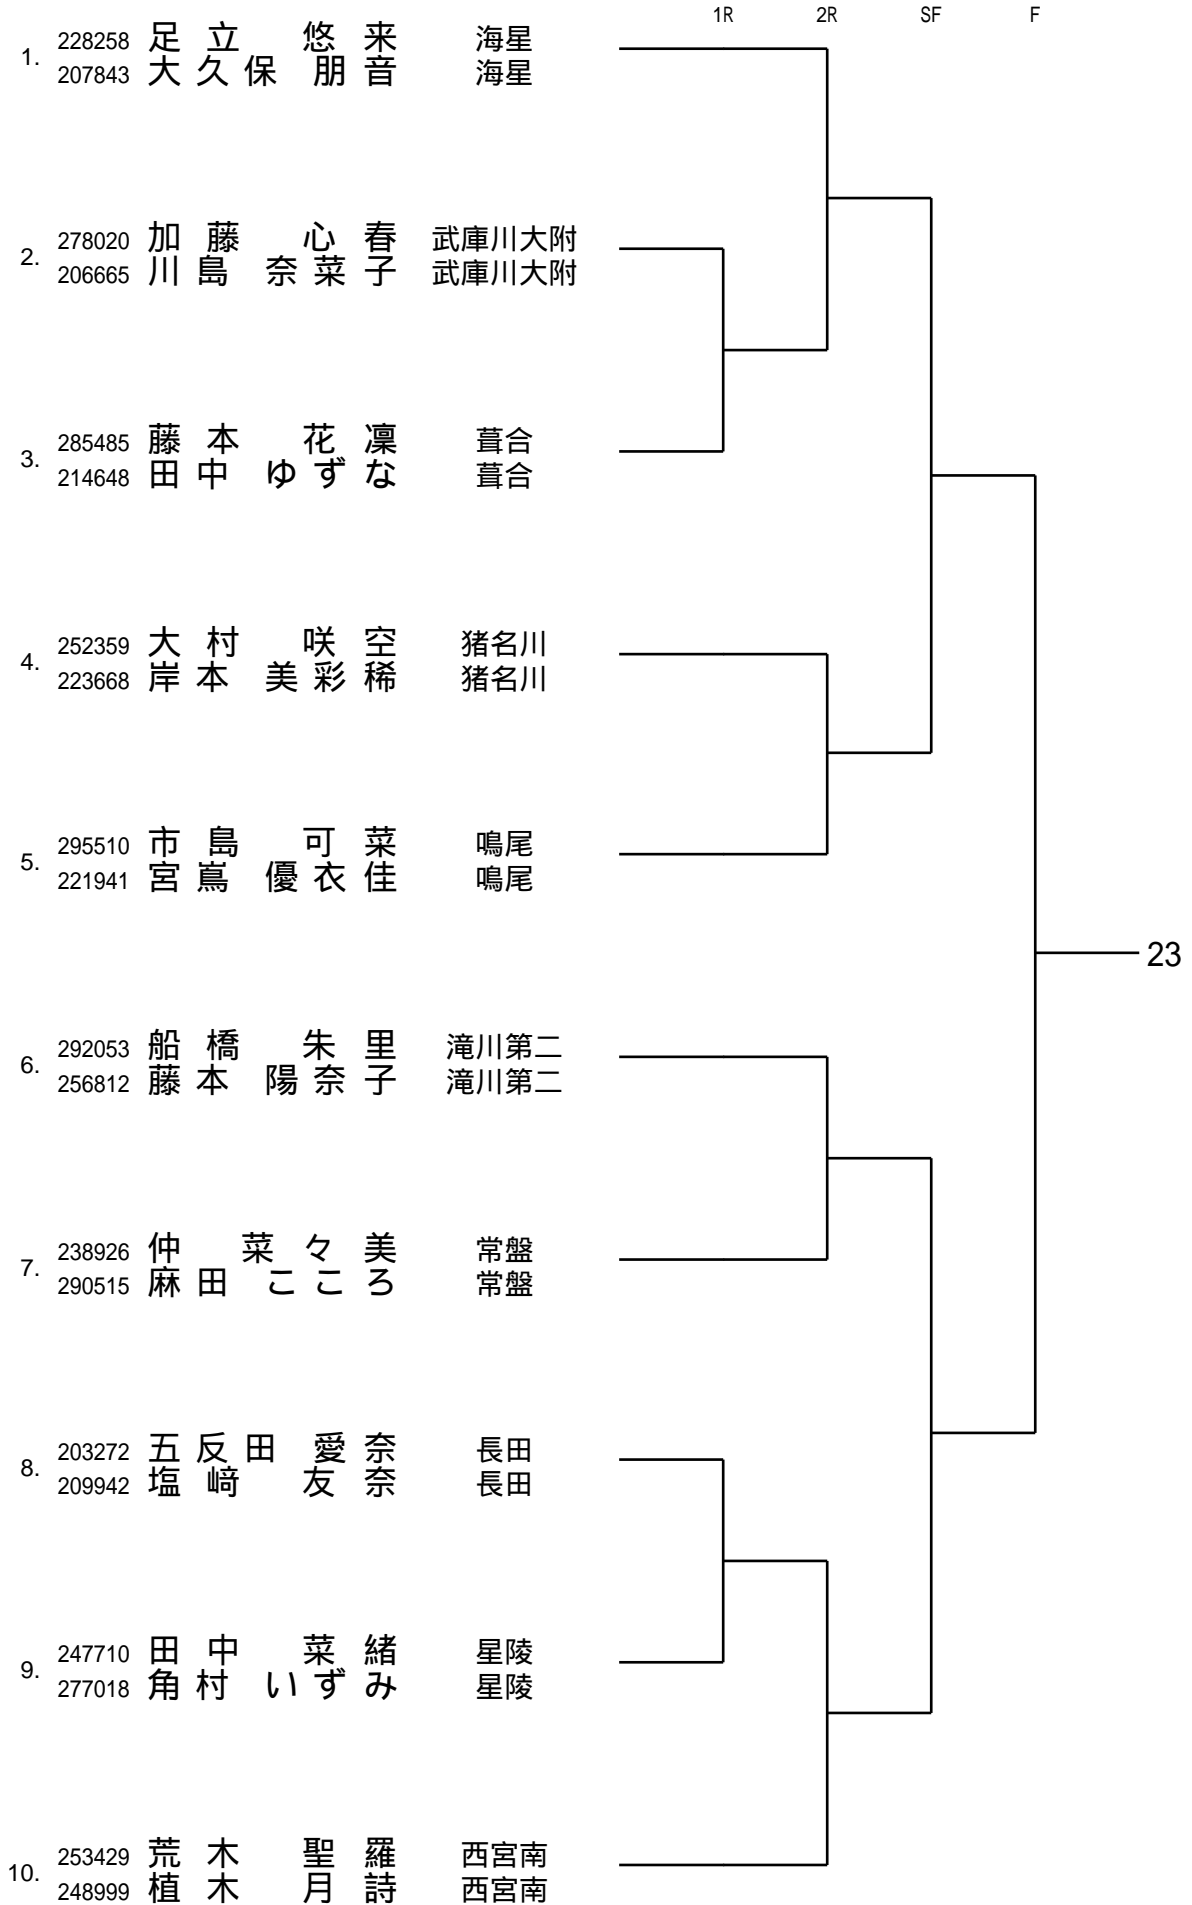 1R 2R SF F
1. 228258 足立 悠来 海星
207843 大久保 朋音 海星
2. 278020 加藤 心春 武庫川大附
206665 川島 奈菜子 武庫川大附
3. 285485 藤本 花凜 葺合
214648 田中 ゆずな 葺合
4. 252359 大村 咲空 猪名川
223668 岸本 美彩稀 猪名川
5. 295510 市島 可菜 鳴尾
221941 宮嶌 優衣佳 鳴尾
23
6. 292053 船橋 朱里 滝川第二
256812 藤本 陽奈子 滝川第二
7. 238926 仲 菜々美 常盤
290515 麻田 こころ 常盤
8. 203272 五反田 愛奈 長田
209942 塩﨑 友奈 長田
9. 247710 田中 菜緒 星陵
277018 角村 いずみ 星陵
10. 253429 荒木 聖羅 西宮南
248999 植木 月詩 西宮南